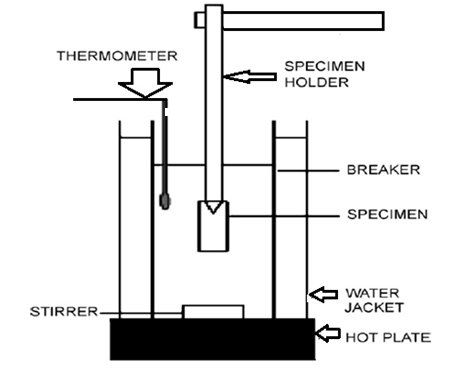 THERMOMETER
SPECIMEN
HOLDER
BREAKER
SPECIMEN
WATER
JACKET
STIRRER
HOT PLATE